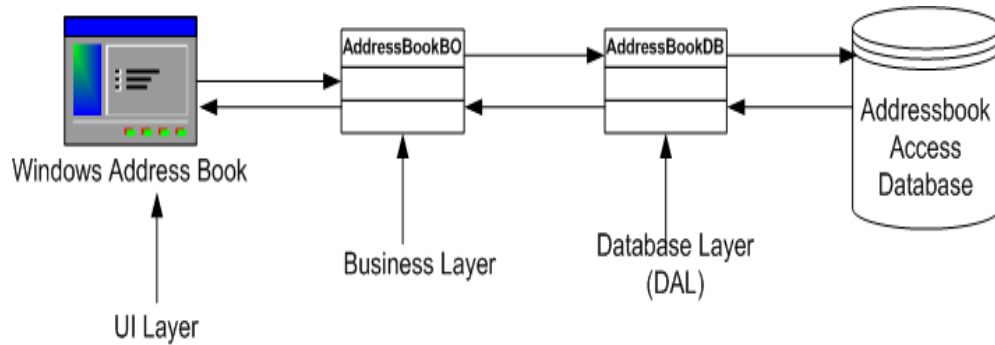 AddressBookBO
AddressBookDB
Addressbook
Access
Database
Windows Address Book
Business Layer
Database Layer
(DAL)
UI Layer